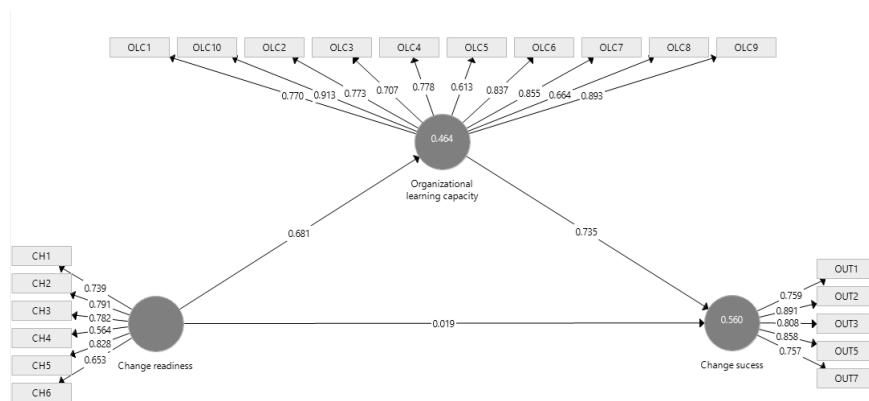 OLC1 OLC10 OLC2 OLC3 OLC4 OLC5 OLC6 OLC7 OLC8 OLC9
0.770 0.913 0.773 0.707 0.778 0.613 0.837 0.855 0.664 0.893
0.464
Organizational
learning capacity
0.681
0.735
CH1
CH2
CH3
CH4
CH5
CH6
0.739
0.791
0.782
0.564
0.828
0.653
Change readiness
0.019
0.560
Change sucess
0.759
0.891
0.808
0.858
0.757
OUT1
OUT2
OUT3
OUT5
OUT7